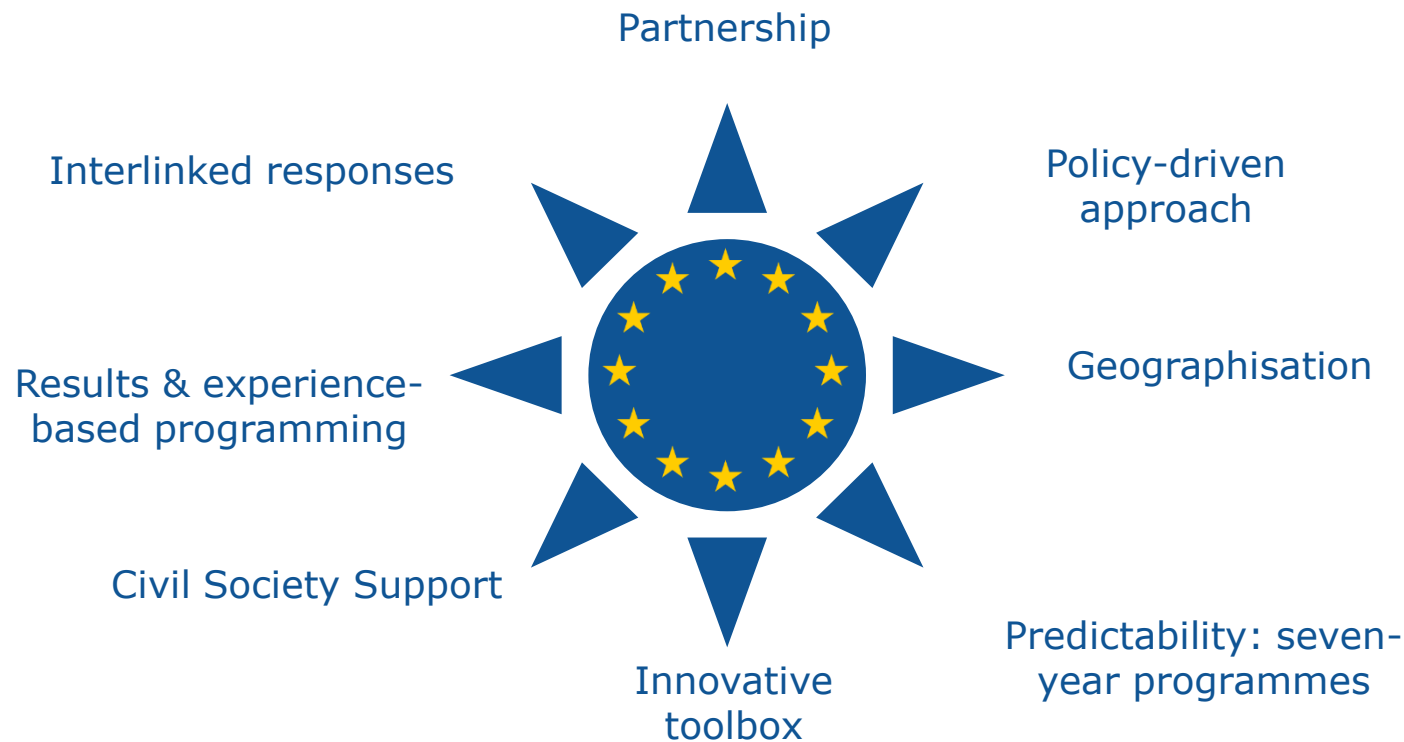 Partnership
Interlinked responses
Policy-driven
approach
Geographisation
Results & experience-
based programming
Civil Society Support
Predictability: seven-
year programmes
Innovative
toolbox